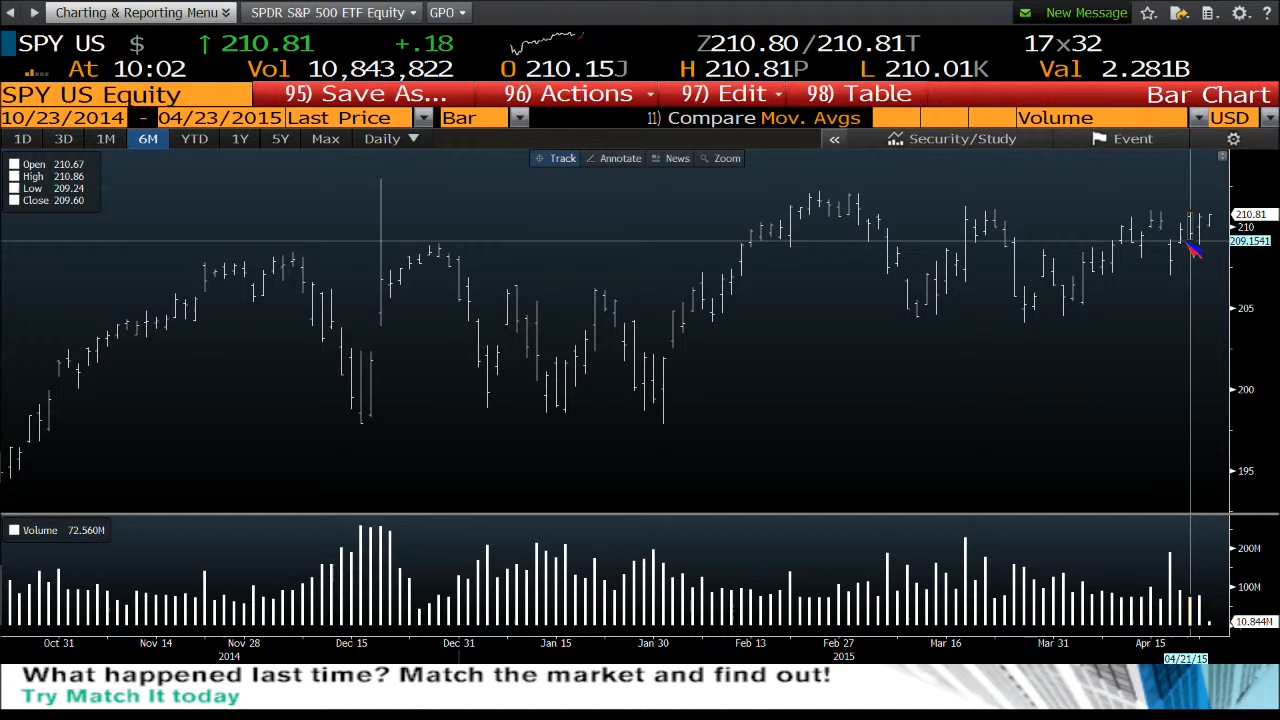 Charting & Reporting Menu SPDR S&P 500 ETF Equity GPO New Message ?
SPY US $ ↑ 210.81 +.18 Z210.80/210.81T 17x32
At 10:02 Vol 10,843,822 O 210.15J H 210.81P L 210.01K Val 2.281B
SPY US Equity 95) Save As... 96) Actions 97) Edit 98) Table Bar Chart
10/23/2014 - 04/23/2015 Last Price Bar 11) Compare Mov. Avgs Volume USD
1D 3D 1M 6M YTD 1Y 5Y Max Daily ▼ « Security/Study Event
Track Annotate News Zoom
Open 210.67
High 210.86
Low 209.24
Close 209.60
210.81
210
209.1541
205
200
195
Volume 72.560M
200M
100M
10.844M
Oct 31 Nov 14 Nov 28 Dec 15 Dec 31 Jan 15 Jan 30 Feb 13 Feb 27 Mar 16 Mar 31 Apr 15
2014 2015 04/21/15
What happened last time? Match the market and find out!
Try Match It today